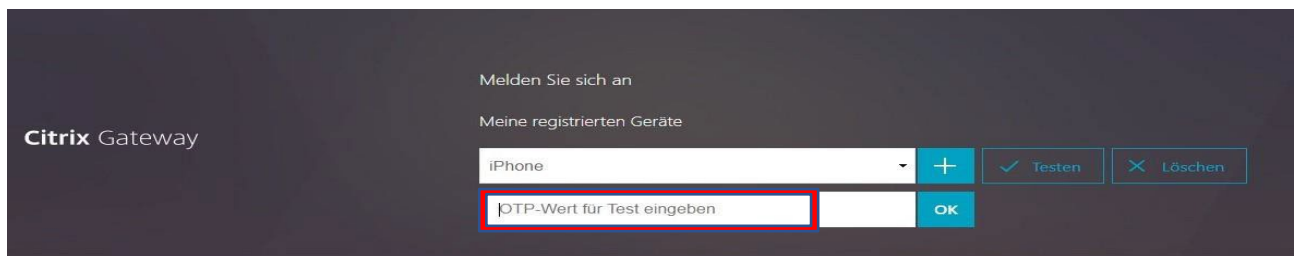 Melden Sie sich an
Meine registrierten Geräte
Citrix Gateway
iPhone
Testen
Löschen
OTP-Wert für Test eingeben
OK